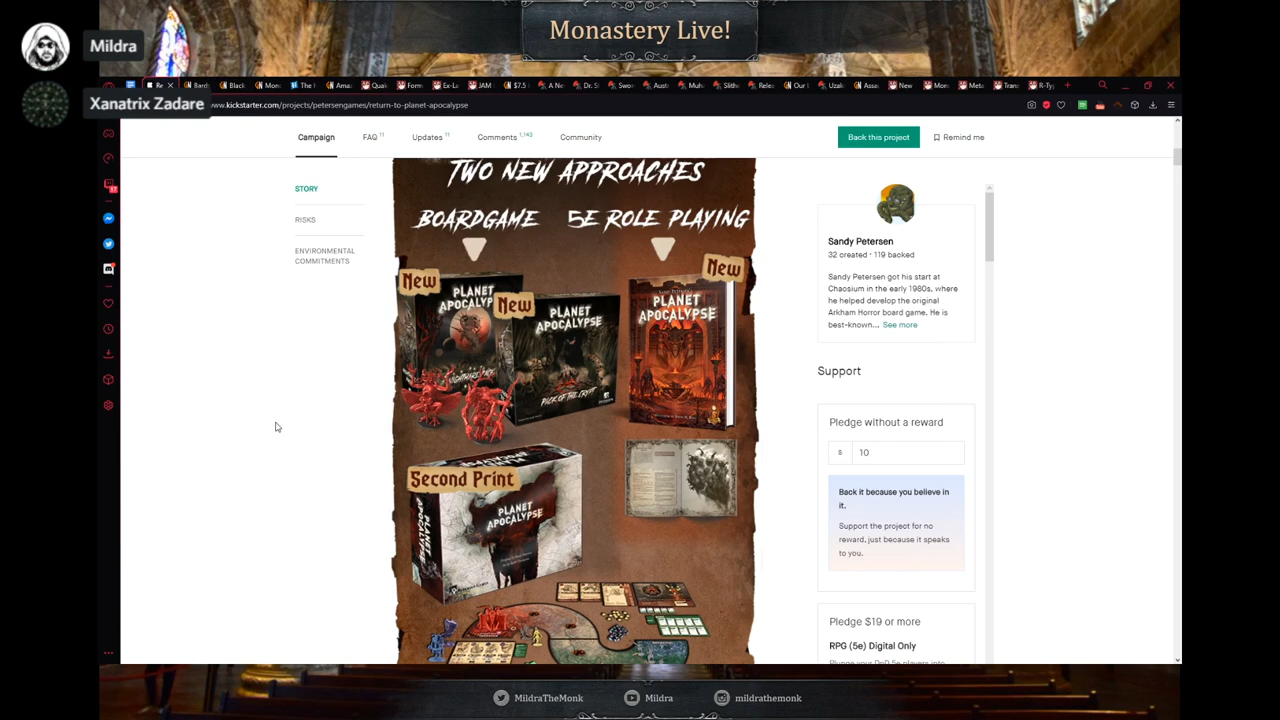 Monastery Live!
Mildra
Xanatrix Zadare
www.kickstarter.com/projects/petersengames/return-to-planet-apocalypse
Campaign
FAQ 11
Updates 11
Comments 1,143
Community
Back this project
Remind me
STORY
RISKS
ENVIRONMENTAL
COMMITMENTS
TWO NEW APPROACHES
BOARDGAME 5E ROLE PLAYING
New
New
New
PLANET
APOCALYPSE
PLANET
APOCALYPSE
PACK OF THE CRYPT
PLANET
APOCALYPSE
Second Print
PLANET
APOCALYPSE
PLANET
APOCALYPSE
Sandy Petersen
32 created · 119 backed
Sandy Petersen got his start at
Chaosium in the early 1980s, where
he helped develop the original
Arkham Horror board game. He is
best-known... See more
Support
Pledge without a reward
$ 10
Back it because you believe in
it.
Support the project for no
reward, just because it speaks
to you.
Pledge $19 or more
RPG (5e) Digital Only
MildraTheMonk
Mildra
mildrathemonk